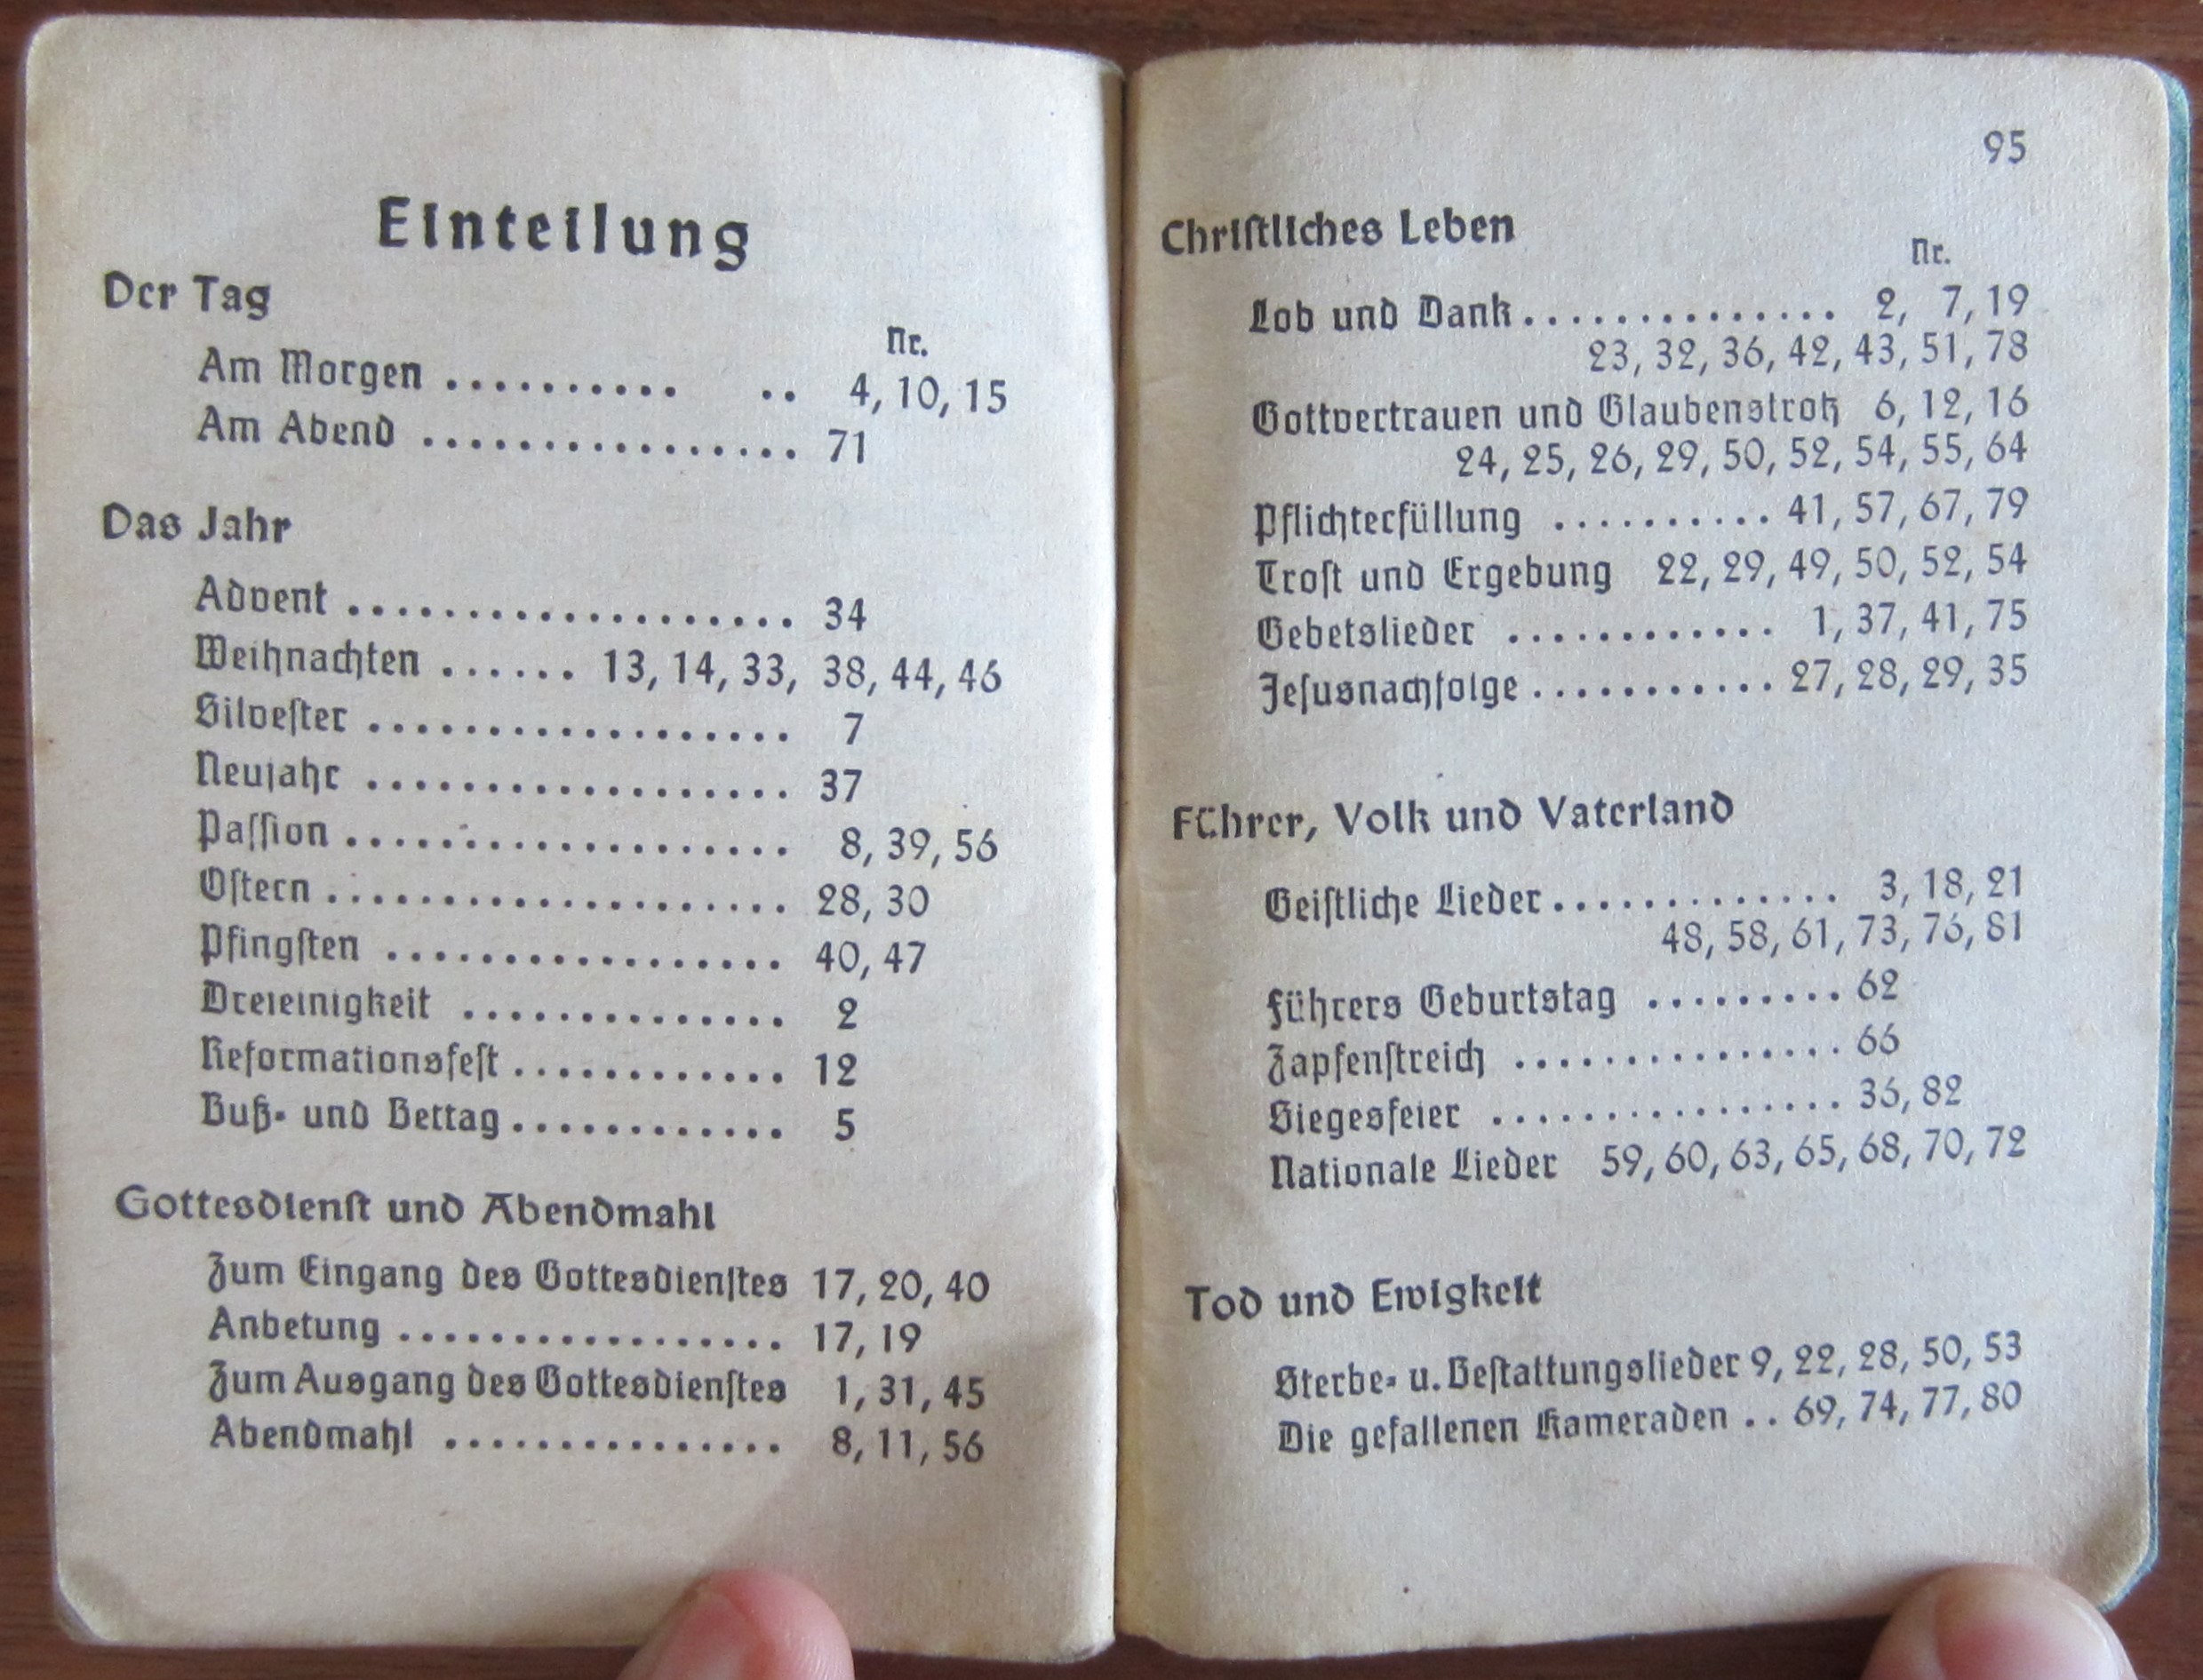 Einteilung
Der Tag
Nr.
Am Morgen .......... .. 4, 10, 15
Am Abend ................ 71
Das Jahr
Advent ................... 34
Weihnachten ...... 13, 14, 33, 38, 44, 46
Silvester .................. 7
Neujahr .................. 37
Passion ................... 8, 39, 56
Ostern .................... 28, 30
Pfingsten ................. 40, 47
Dreieinigkeit .............. 2
Reformationsfest ............ 12
Buß- und Bettag ............ 5
Gottesdienst und Abendmahl
Zum Eingang des Gottesdienstes 17, 20, 40
Anbetung ................. 17, 19
Zum Ausgang des Gottesdienstes 1, 31, 45
Abendmahl ............... 8, 11, 56
95
Christliches Leben
Nr.
Lob und Dank .............. 2, 7, 19
23, 32, 36, 42, 43, 51, 78
Gottvertrauen und Glaubenstrotz 6, 12, 16
24, 25, 26, 29, 50, 52, 54, 55, 64
Pflichterfüllung .......... 41, 57, 67, 79
Trost und Ergebung 22, 29, 49, 50, 52, 54
Gebetslieder ............ 1, 37, 41, 75
Jesusnachfolge ........... 27, 28, 29, 35
Führer, Volk und Vaterland
Geistliche Lieder ............. 3, 18, 21
48, 58, 61, 73, 76, 81
Führers Geburtstag ......... 62
Zapfenstreich ............... 66
Siegesfeier ................ 36, 82
Nationale Lieder 59, 60, 63, 65, 68, 70, 72
Tod und Ewigkeit
Sterbe- u. Bestattungslieder 9, 22, 28, 50, 53
Die gefallenen Kameraden .. 69, 74, 77, 80